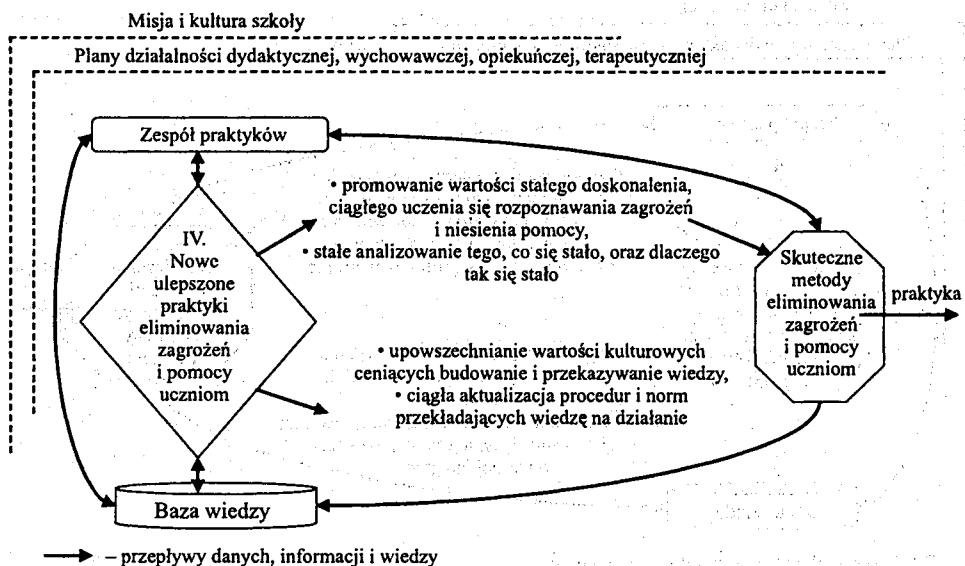 Misja i kultura szkoły
Plany działalności dydaktycznej, wychowawczej, opiekuńczej, terapeutyczniej
Zespół praktyków
• promowanie wartości stałego doskonalenia,
ciągłego uczenia się rozpoznawania zagrożeń
i niesienia pomocy,
• stałe analizowanie tego, co się stało, oraz dlaczego
tak się stało
IV.
Nowe
ulepszone
praktyki
eliminowania
zagrożeń
i pomocy
uczniom
• upowszechnianie wartości kulturowych
ceniących budowanie i przekazywanie wiedzy,
• ciągła aktualizacja procedur i norm
przekładających wiedzę na działanie
Skuteczne
metody
eliminowania
zagrożeń
i pomocy
uczniom
praktyka
Baza wiedzy
– przepływy danych, informacji i wiedzy